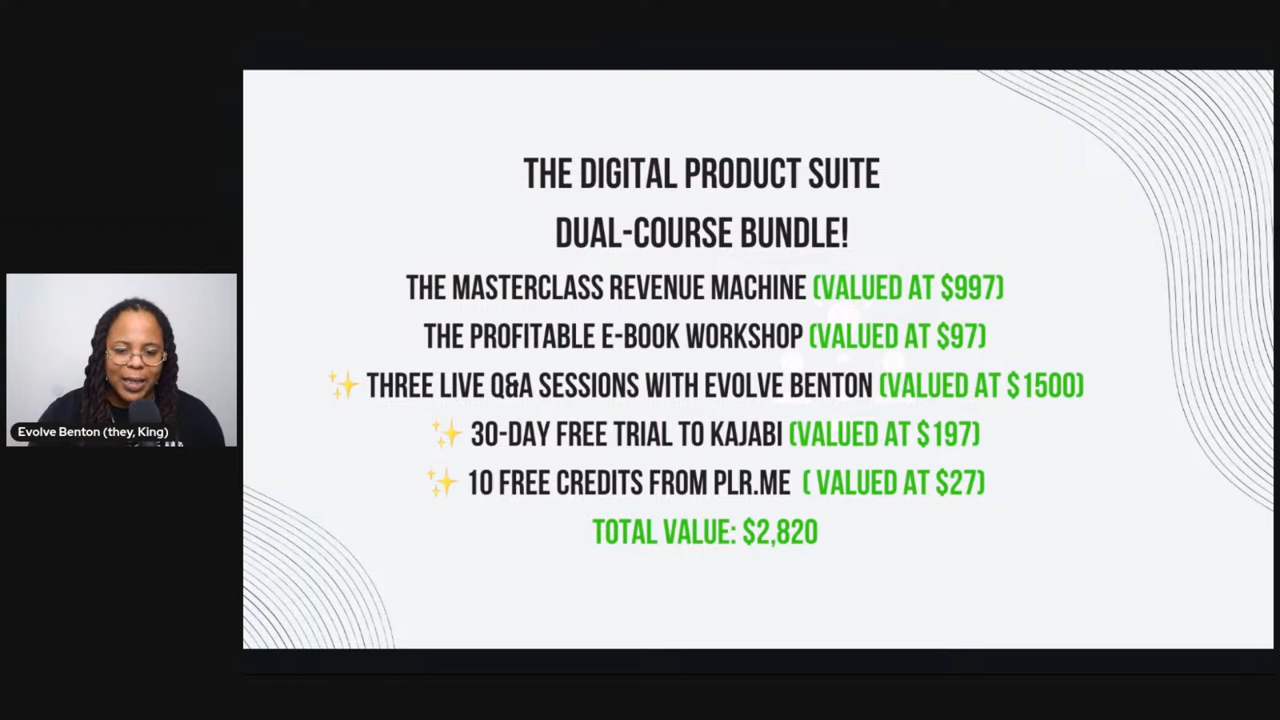 THE DIGITAL PRODUCT SUITE
DUAL-COURSE BUNDLE!
THE MASTERCLASS REVENUE MACHINE (VALUED AT $997)
THE PROFITABLE E-BOOK WORKSHOP (VALUED AT $97)
✨ THREE LIVE Q&A SESSIONS WITH EVOLVE BENTON (VALUED AT $1500)
✨ 30-DAY FREE TRIAL TO KAJABI (VALUED AT $197)
✨ 10 FREE CREDITS FROM PLR.ME ( VALUED AT $27)
TOTAL VALUE: $2,820
Evolve Benton (they, King)